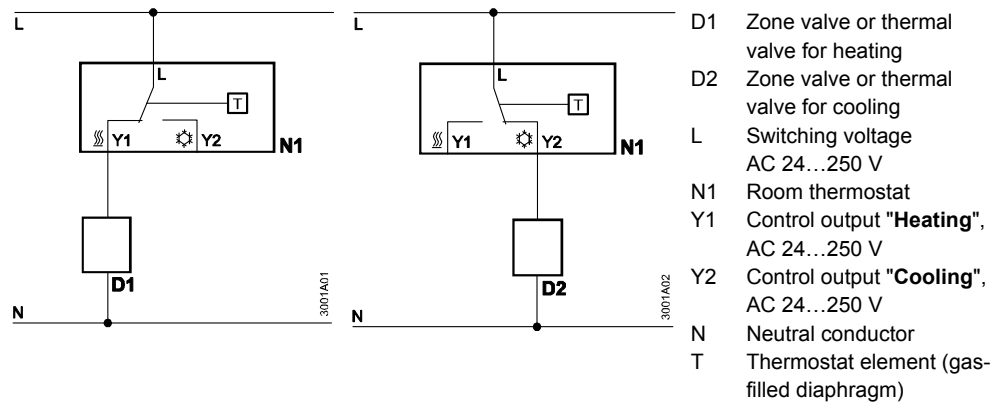 L
L
T
Y1
Y2
N1
D1
N
3001A01
L
L
T
Y1
Y2
N1
D2
N
3001A02
D1 Zone valve or thermal
valve for heating
D2 Zone valve or thermal
valve for cooling
L Switching voltage
AC 24…250 V
N1 Room thermostat
Y1 Control output "Heating",
AC 24…250 V
Y2 Control output "Cooling",
AC 24…250 V
N Neutral conductor
T Thermostat element (gas-
filled diaphragm)